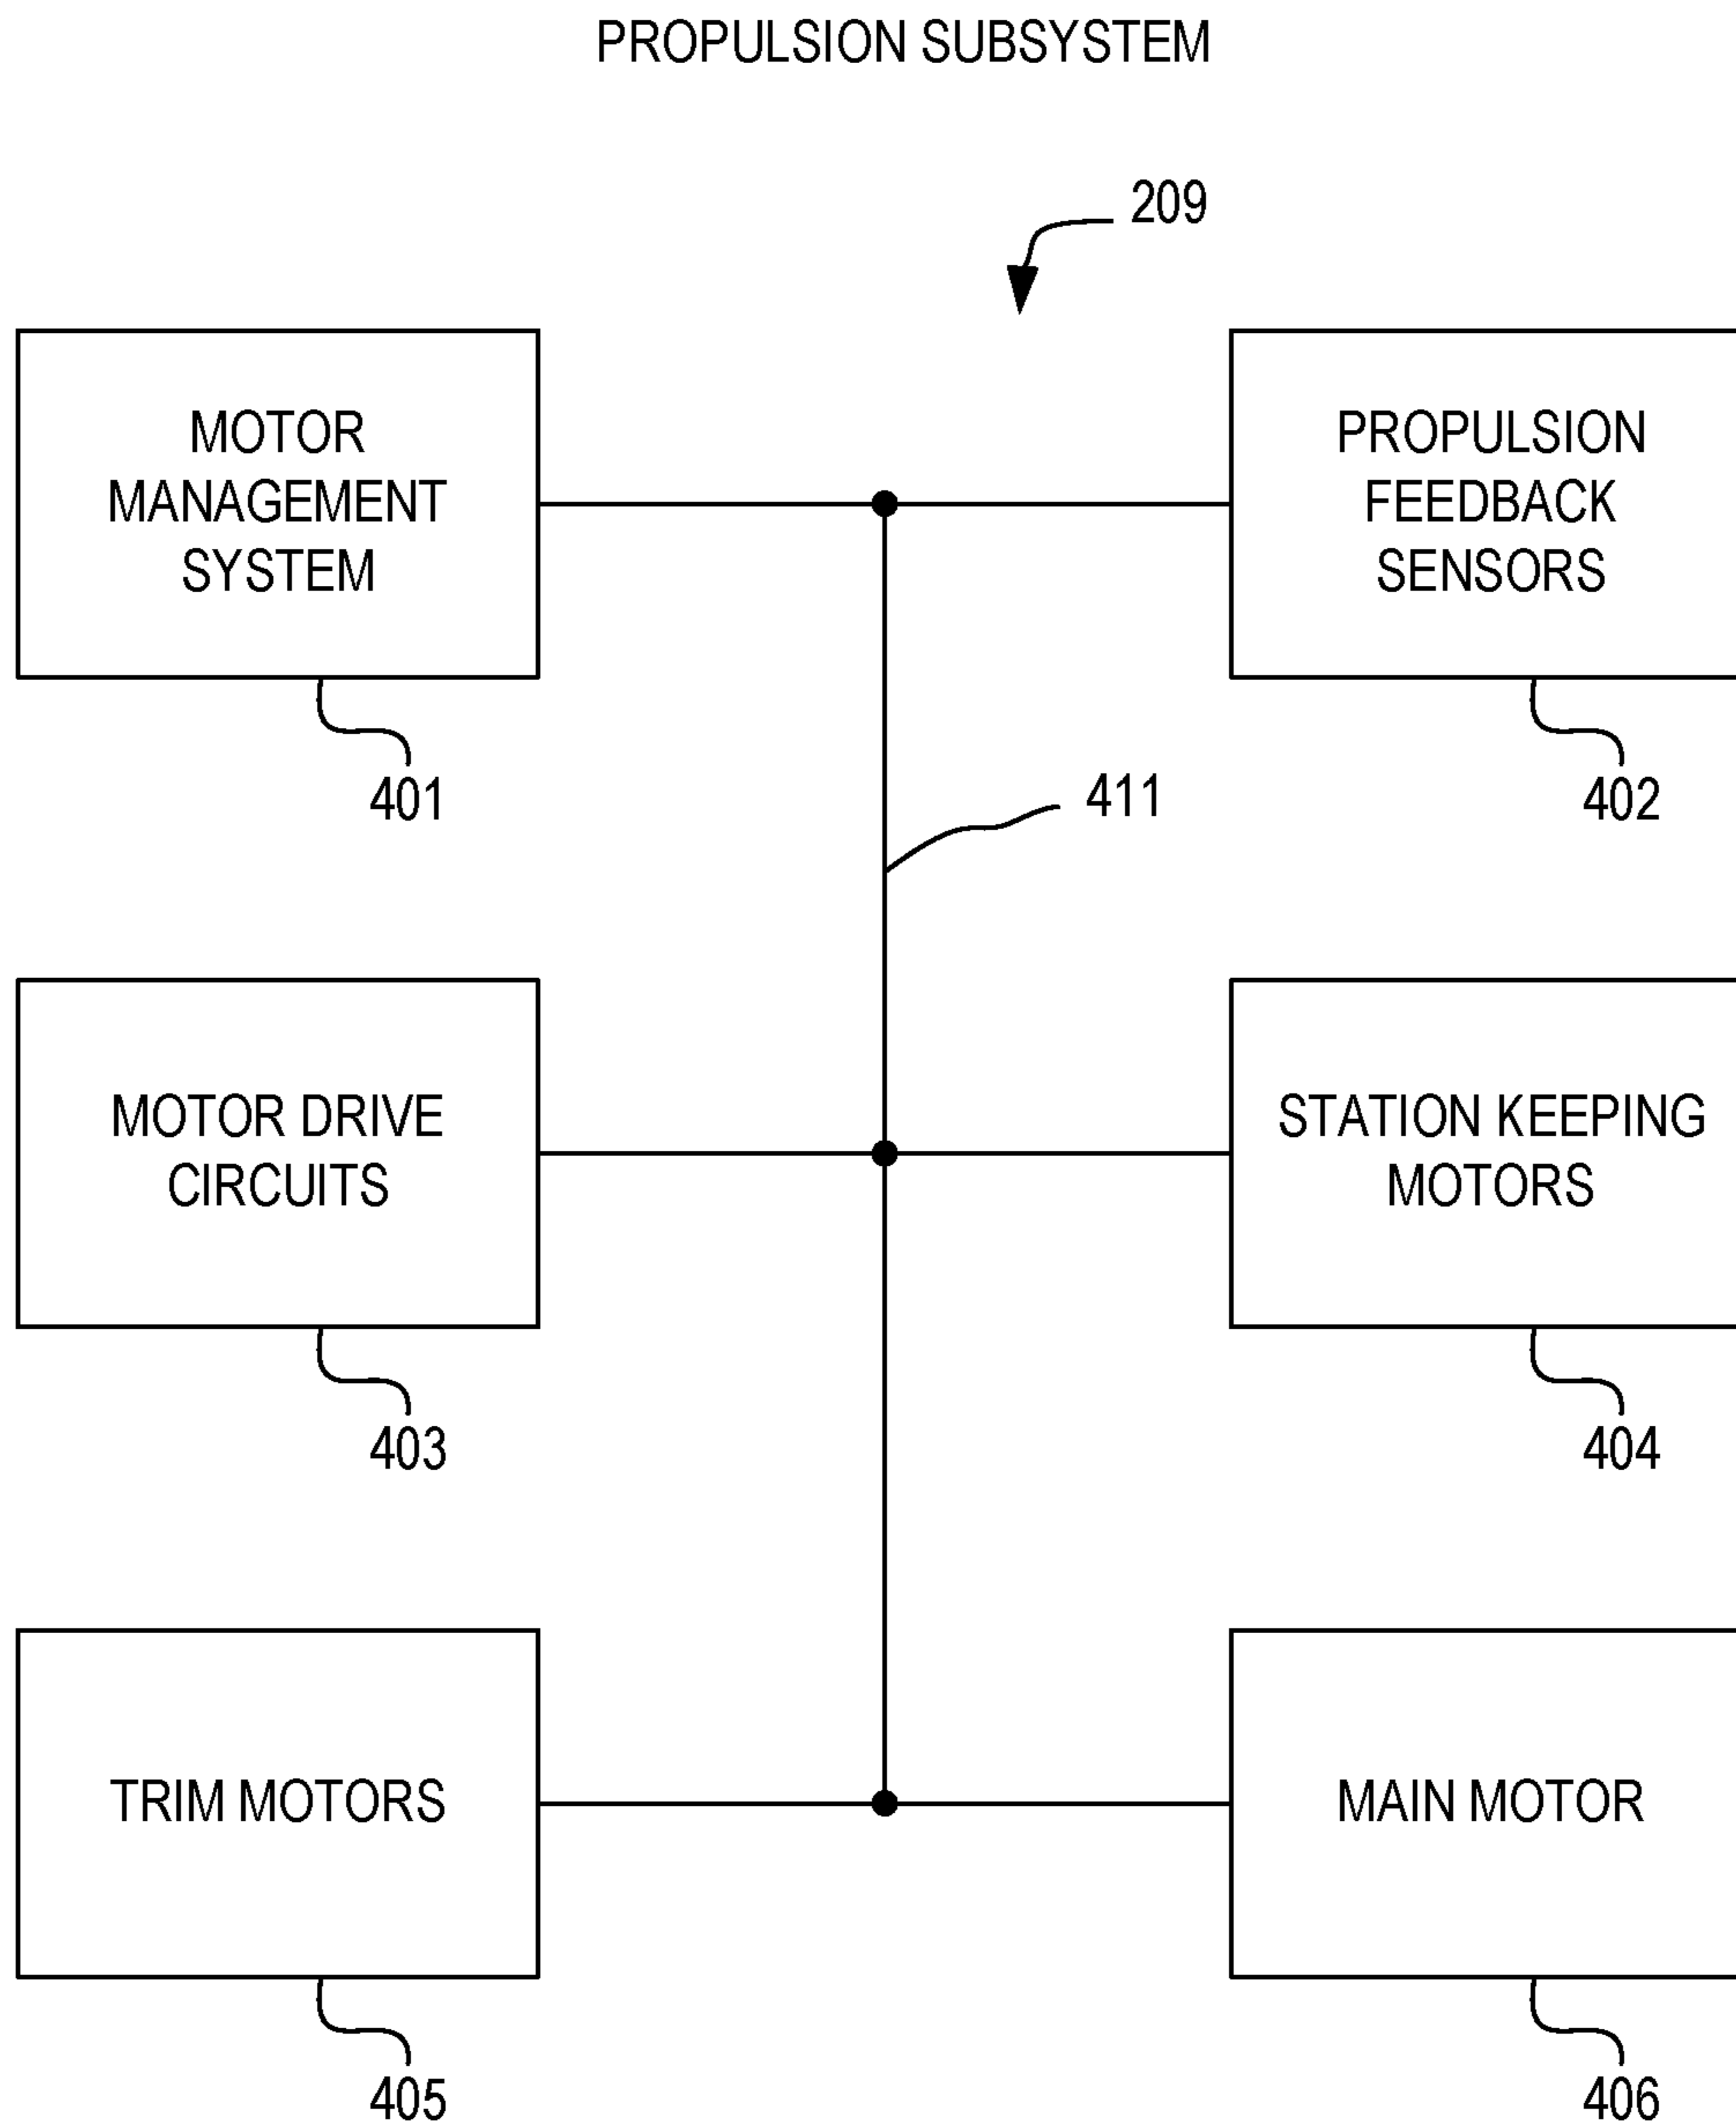 PROPULSION SUBSYSTEM
209
MOTOR
MANAGEMENT
SYSTEM
401
PROPULSION
FEEDBACK
SENSORS
402
411
MOTOR DRIVE
CIRCUITS
403
STATION KEEPING
MOTORS
404
TRIM MOTORS
405
MAIN MOTOR
406